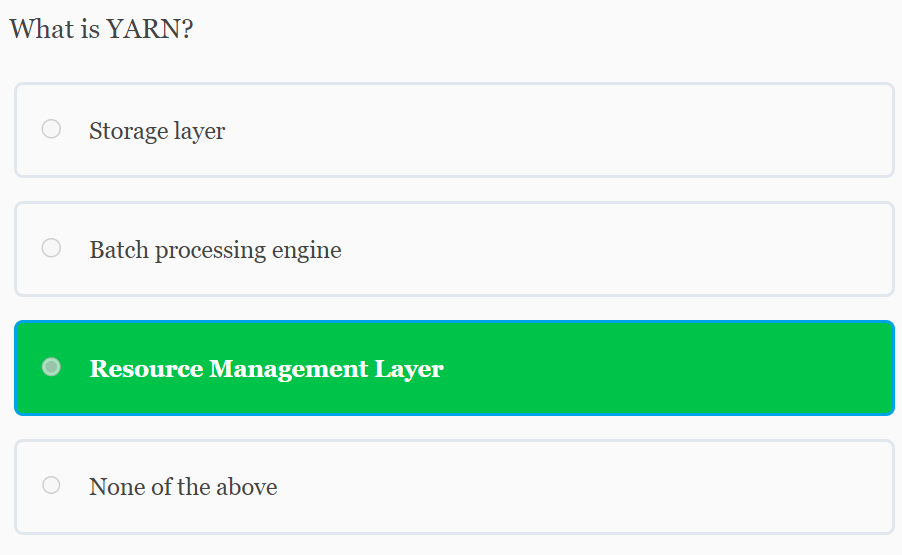 What is YARN?
Storage layer
Batch processing engine
Resource Management Layer
None of the above